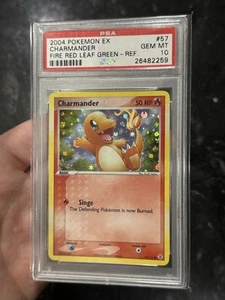 PSA
2004 POKEMON EX #57
CHARMANDER GEM MT
FIRE RED LEAF GREEN - REF. 10
26482259
Charmander 50 HP
Singe
The Defending Pokémon is now Burned.